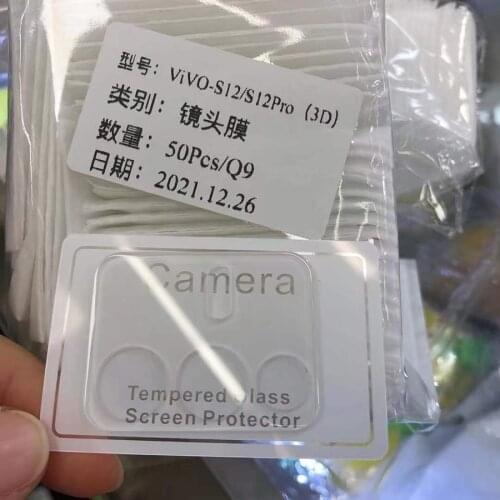 型号：ViVO-S12/S12Pro（3D）
类别：镜头膜
数量：50Pcs/Q9
日期：2021.12.26
Camera
Tempered Glass
Screen Protector